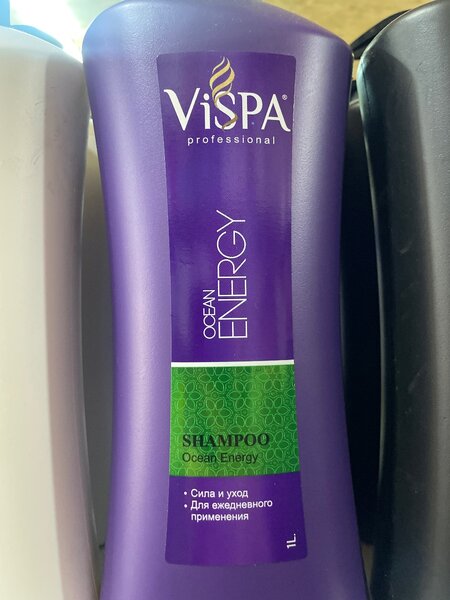 ViSPA®
professional
OCEAN
ENERGY
SHAMPOO
Ocean Energy
• Сила и уход
• Для ежедневного
применения
1L.